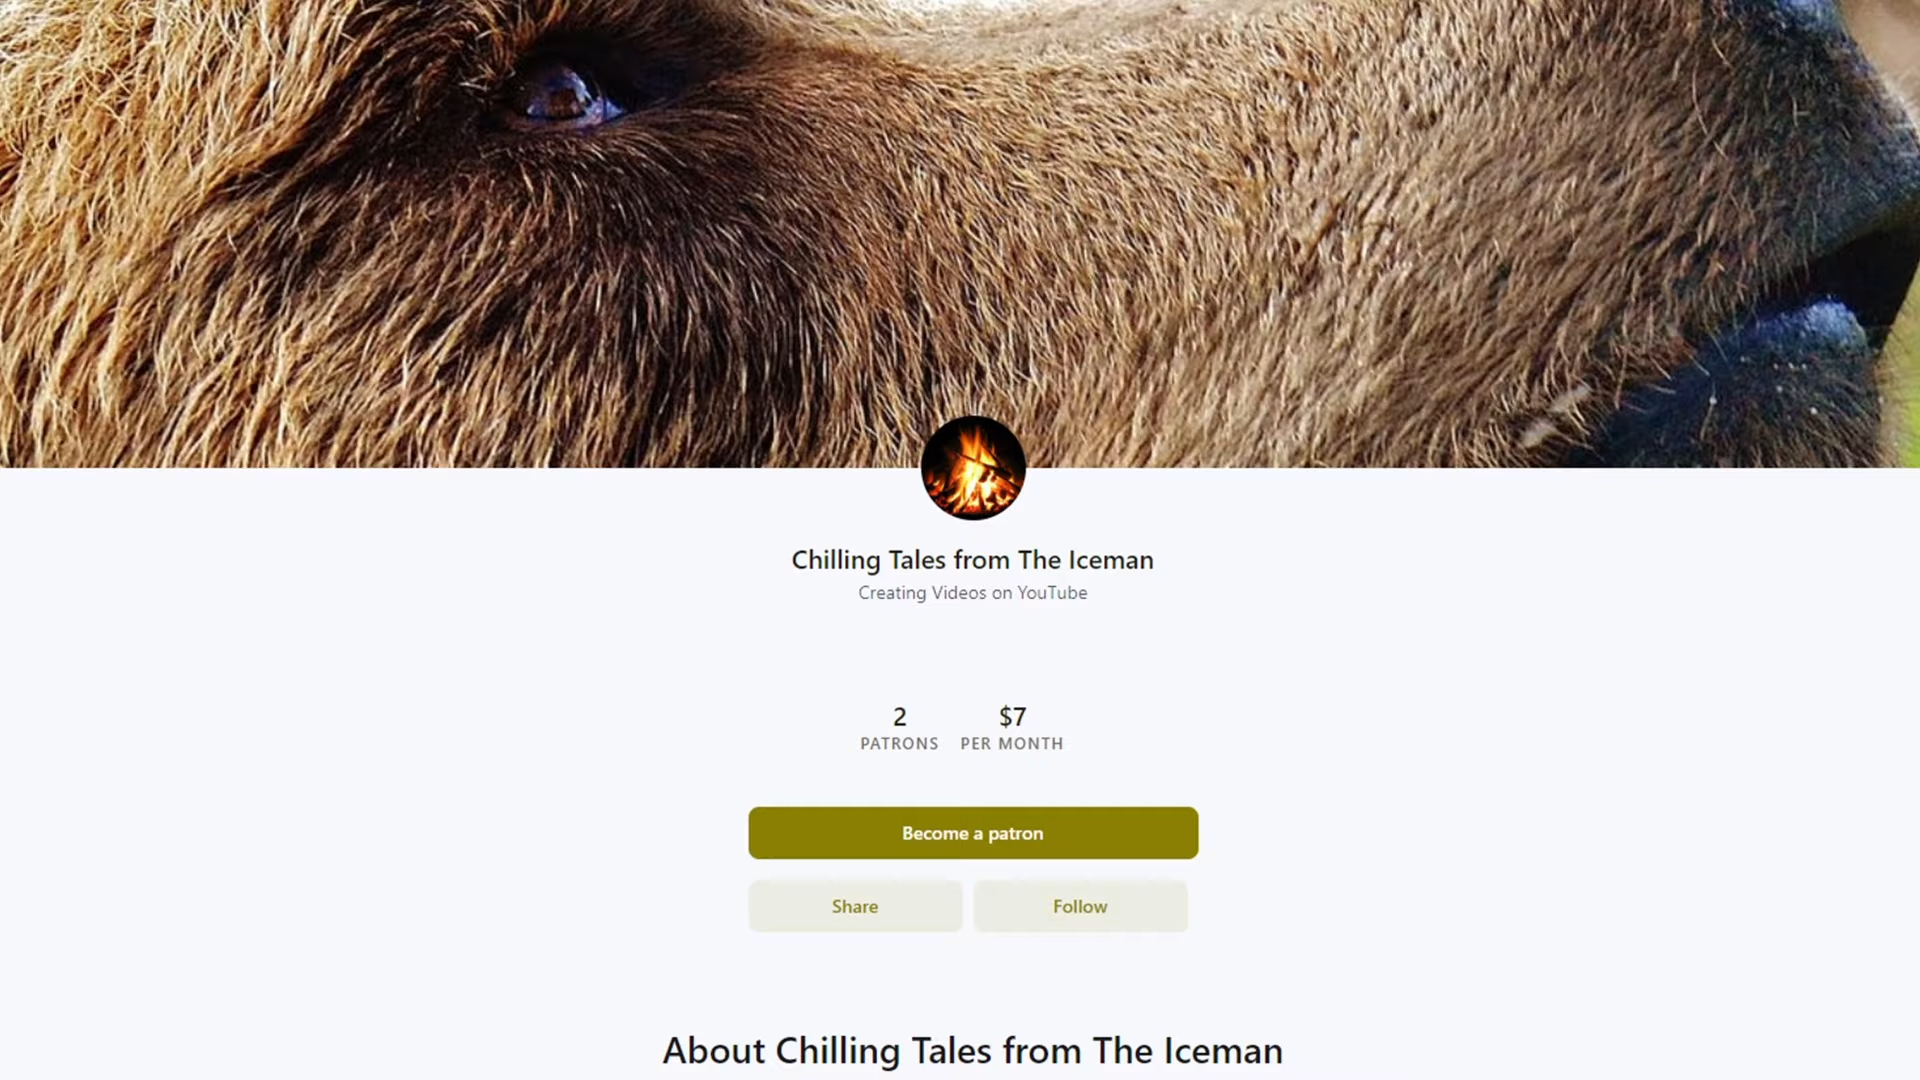 Chilling Tales from The Iceman
Creating Videos on YouTube
2 $7
PATRONS PER MONTH
Become a patron
Share Follow
About Chilling Tales from The Iceman